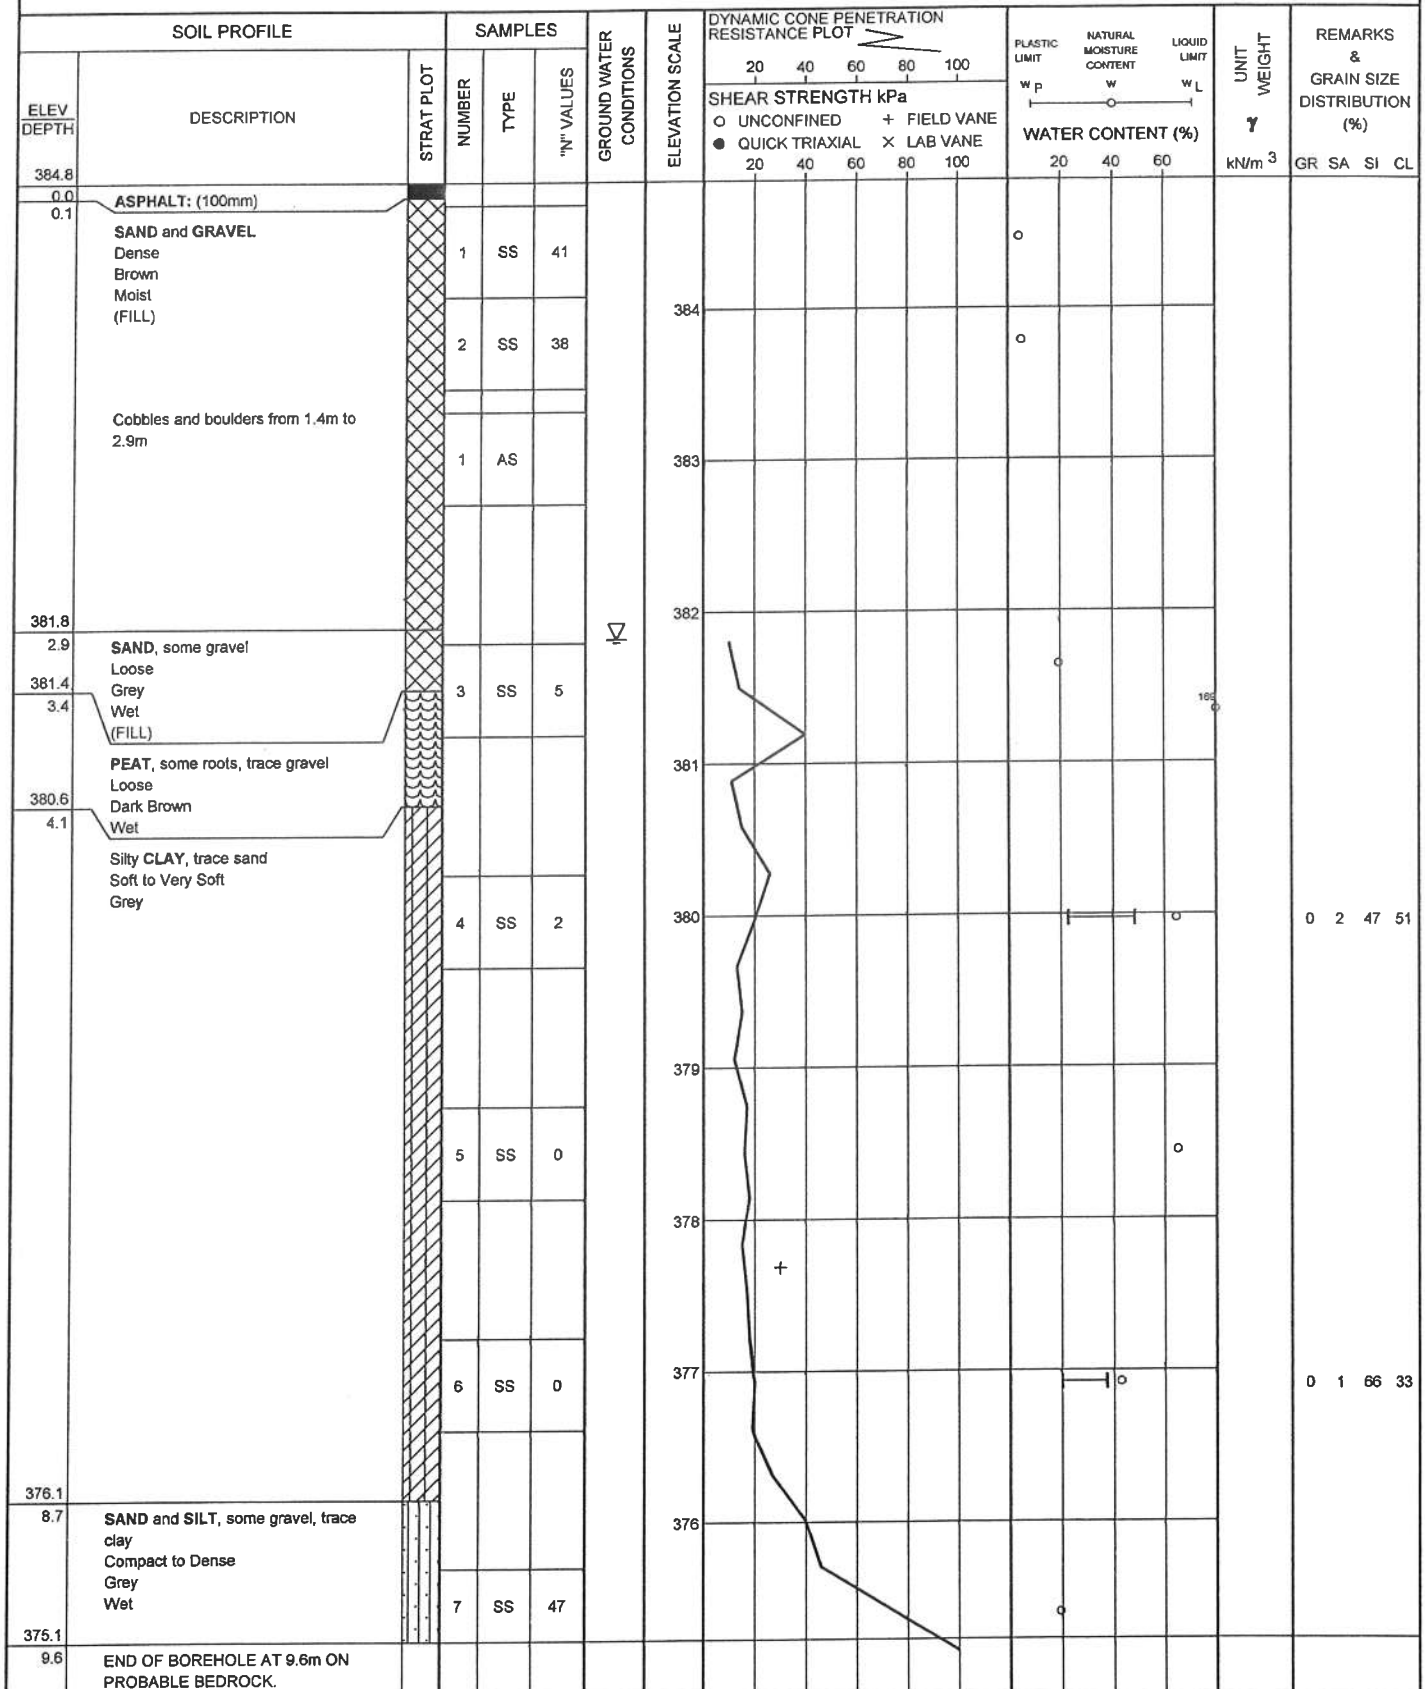 SOIL PROFILE
SAMPLES
GROUND WATER
CONDITIONS
ELEVATION SCALE
DYNAMIC CONE PENETRATION
RESISTANCE PLOT
20 40 60 80 100
SHEAR STRENGTH kPa
O UNCONFINED + FIELD VANE
● QUICK TRIAXIAL × LAB VANE
20 40 60 80 100
PLASTIC
LIMIT
NATURAL
MOISTURE
CONTENT
LIQUID
LIMIT
W P W W L
WATER CONTENT (%)
20 40 60
UNIT
WEIGHT
γ
kN/m 3
REMARKS
&
GRAIN SIZE
DISTRIBUTION
(%)
GR SA SI CL
ELEV
DEPTH
DESCRIPTION
STRAT PLOT
NUMBER
TYPE
"N" VALUES
384.8
0.0
ASPHALT: (100mm)
0.1
SAND and GRAVEL
Dense
Brown
Moist
(FILL)
1 SS 41
384
2 SS 38
Cobbles and boulders from 1.4m to
2.9m
1 AS
383
382
381.8
2.9
SAND, some gravel
Loose
Grey
Wet
(FILL)
381.4
3.4
3 SS 5
169
PEAT, some roots, trace gravel
Loose
Dark Brown
Wet
381
380.6
4.1
Silty CLAY, trace sand
Soft to Very Soft
Grey
4 SS 2
380
0 2 47 51
379
5 SS 0
378
377
6 SS 0
0 1 66 33
376.1
8.7
SAND and SILT, some gravel, trace
clay
Compact to Dense
Grey
Wet
376
7 SS 47
375.1
9.6
END OF BOREHOLE AT 9.6m ON
PROBABLE BEDROCK.